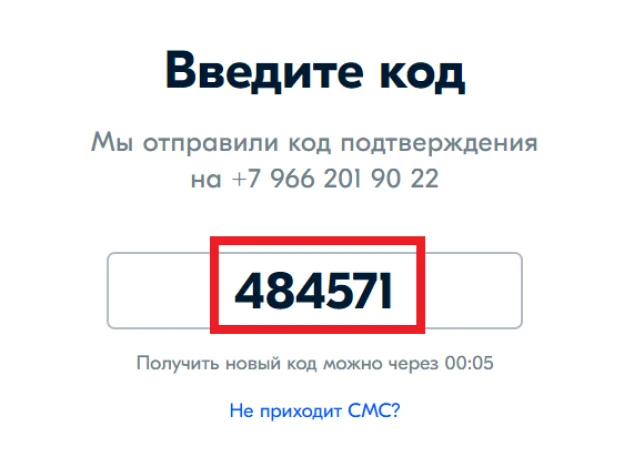 Введите код
Мы отправили код подтверждения
на +7 966 201 90 22
484571
Получить новый код можно через 00:05
Не приходит СМС?